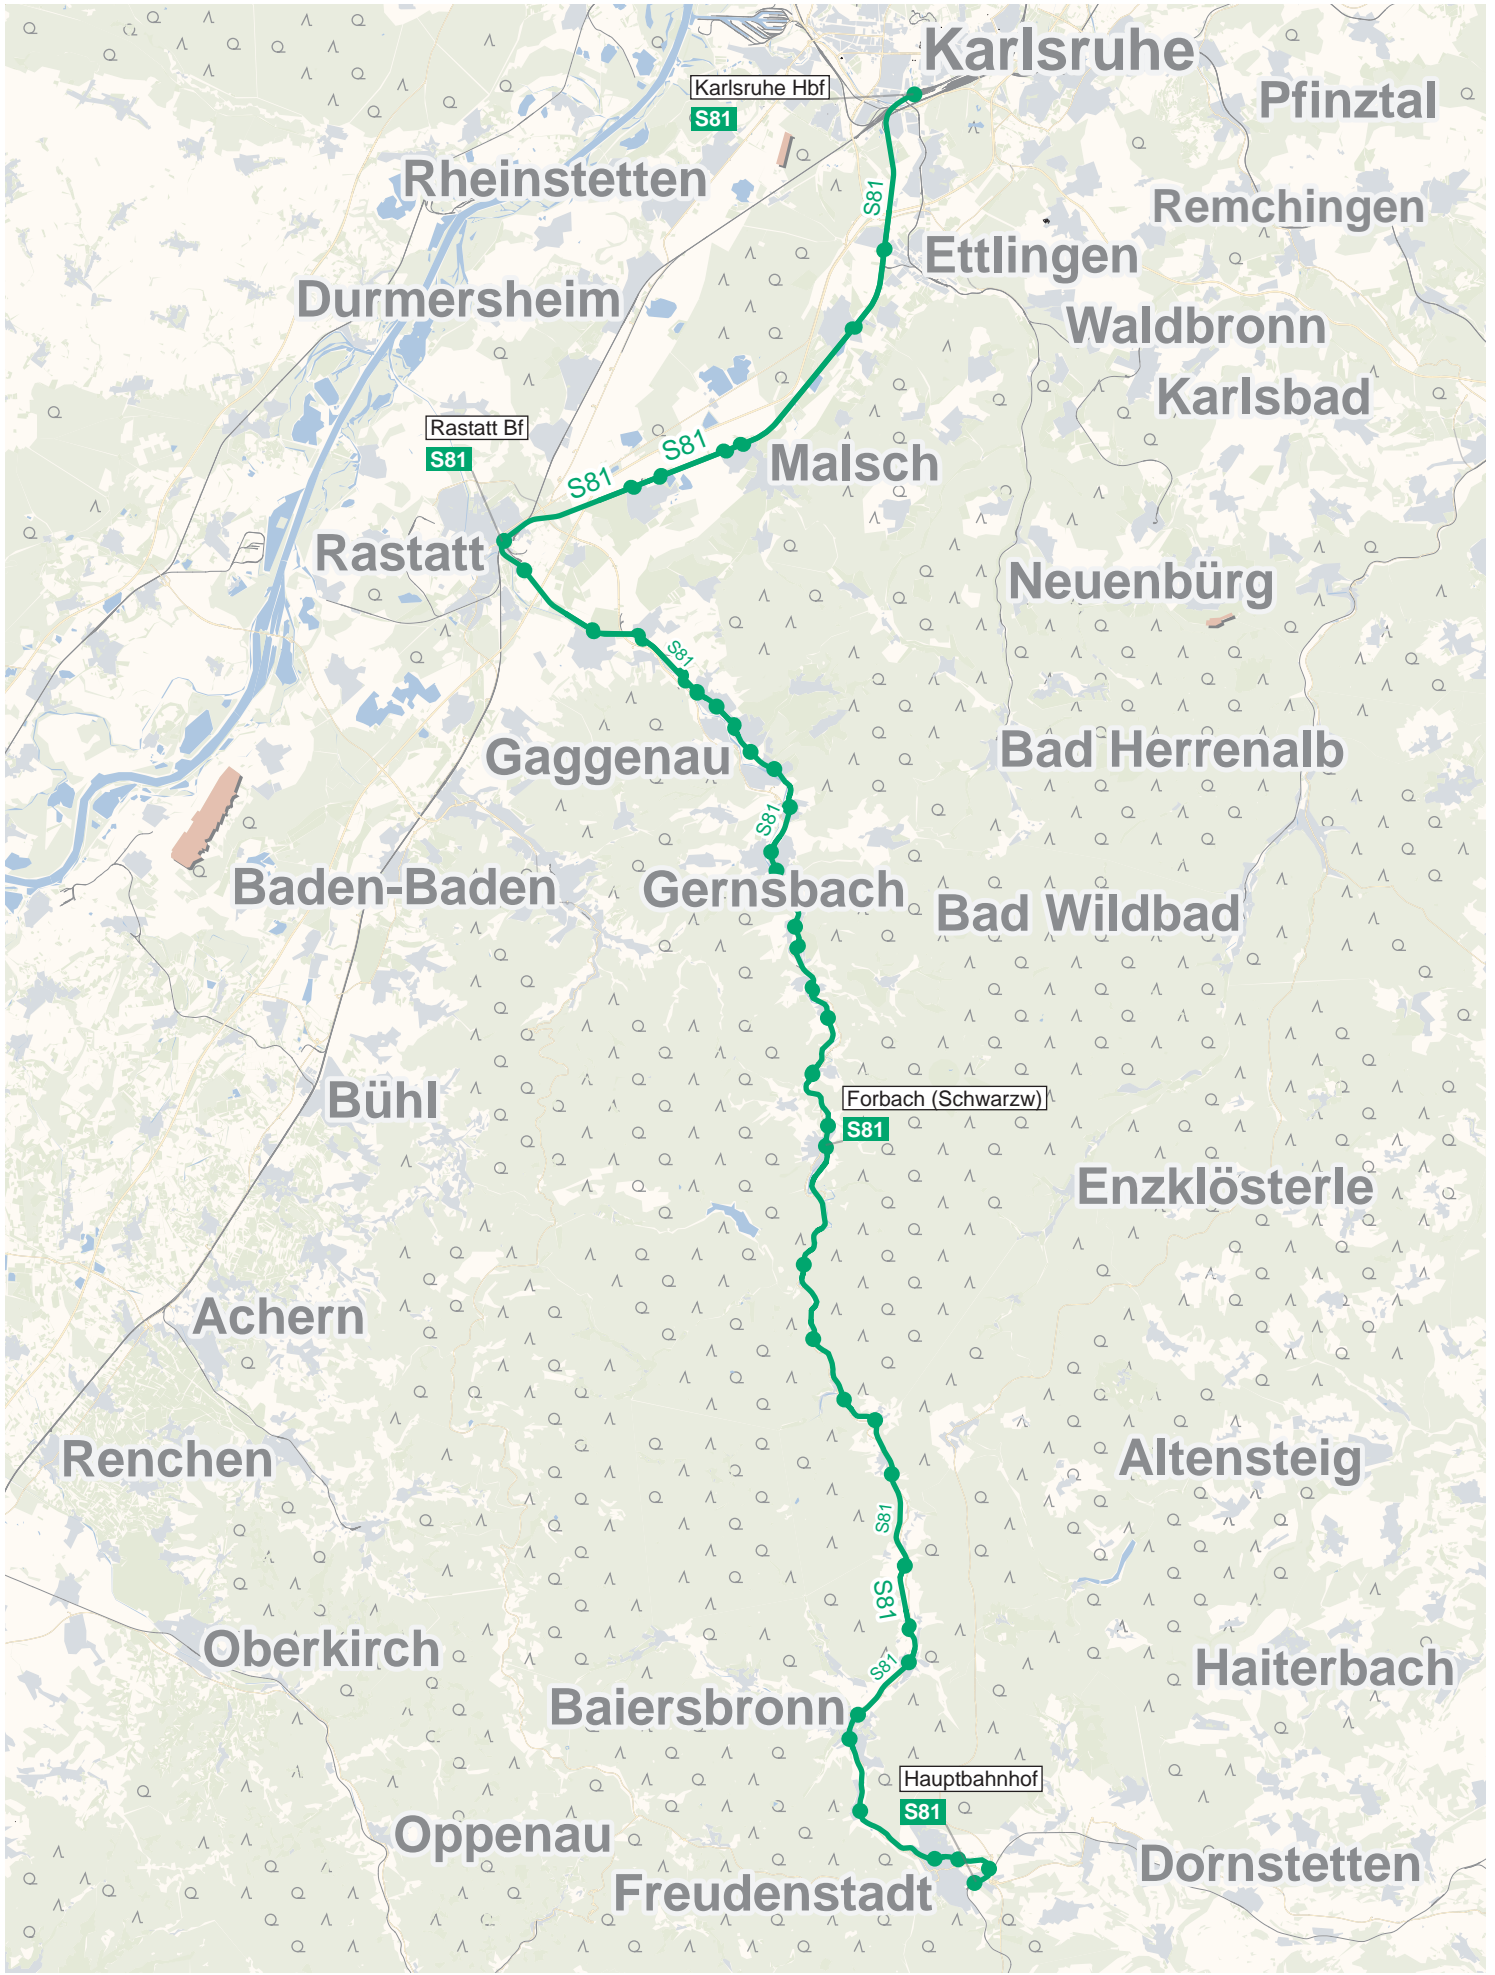 Karlsruhe
Karlsruhe Hbf
S81
Pfinztal
Rheinstetten
S81
Remchingen
Ettlingen
Durmersheim
Waldbronn
Karlsbad
Rastatt Bf
S81
S81
S81
Malsch
Rastatt
Neuenbürg
S81
Gaggenau
Bad Herrenalb
S81
Baden-Baden
Gernsbach
Bad Wildbad
Bühl
Forbach (Schwarzw)
S81
Enzklösterle
Achern
Renchen
Altensteig
S81
S81
Oberkirch
S81
Haiterbach
Baiersbronn
Hauptbahnhof
S81
Oppenau
Dornstetten
Freudenstadt